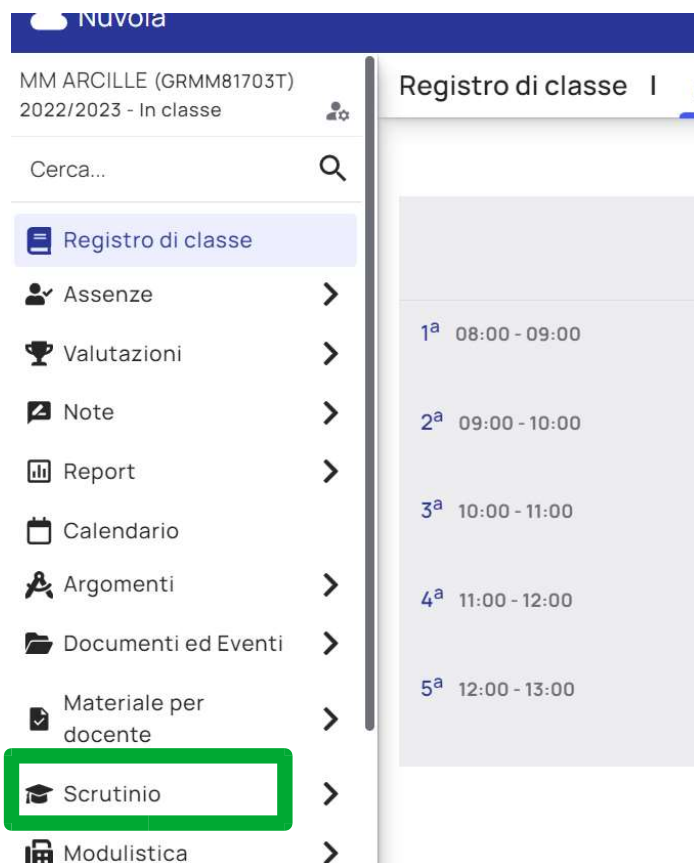 Nuvola
MM ARCILLE (GRMM81703T)
2022/2023 - In classe
Cerca...
Registro di classe
Assenze
Valutazioni
Note
Report
Calendario
Argomenti
Documenti ed Eventi
Materiale per
docente
Scrutinio
Modulistica
Registro di classe
1ª 08:00 - 09:00
2ª 09:00 - 10:00
3ª 10:00 - 11:00
4ª 11:00 - 12:00
5ª 12:00 - 13:00